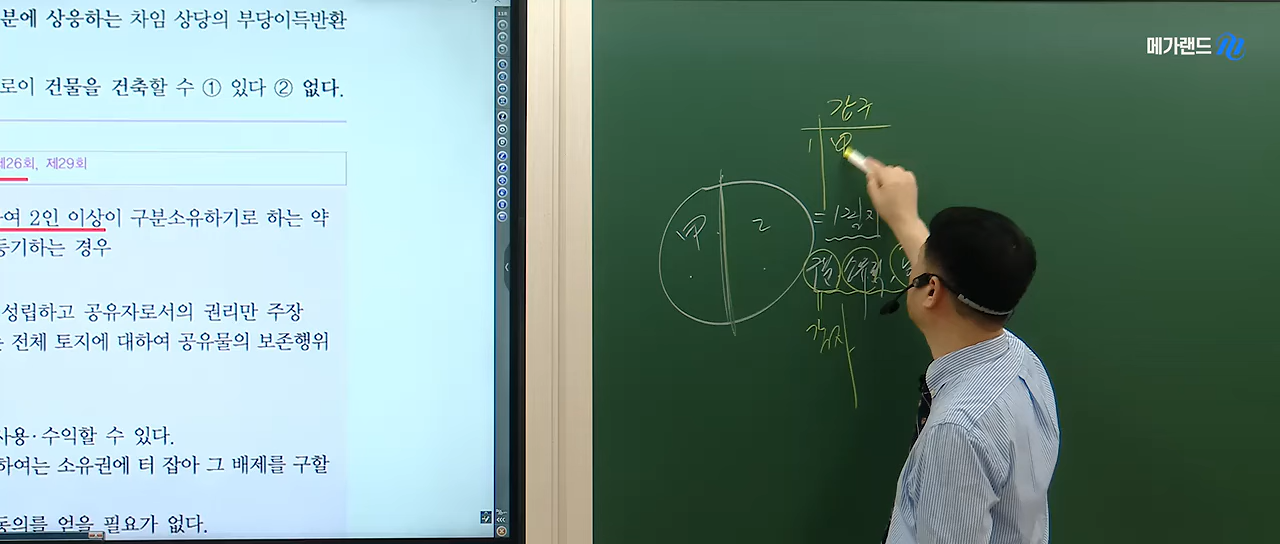 분에 상응하는 차임 상당의 부당이득반환
로이 건물을 건축할 수 ① 있다 ② 없다.
제26회, 제29회
하여 2인 이상이 구분소유하기로 하는 약
등기하는 경우
성립하고 공유자로서의 권리만 주장
는 전체 토지에 대하여 공유물의 보존행위
사용·수익할 수 있다.
하여는 소유권에 터 잡아 그 배제를 구할
동의를 얻을 필요가 없다.
메가랜드
갑구
1 甲
甲 乙 = 1필지
구분 소유적